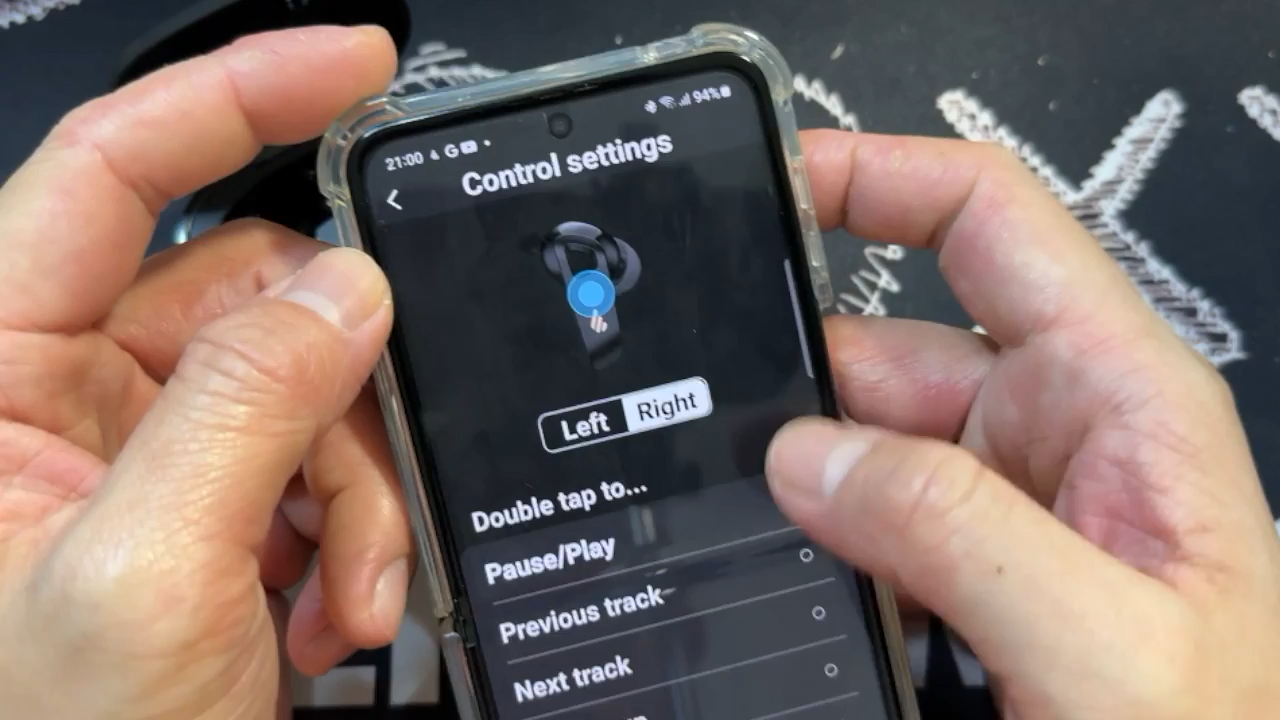 21:00 G 94%
Control settings
Left Right
Double tap to...
Pause/Play
Previous track
Next track